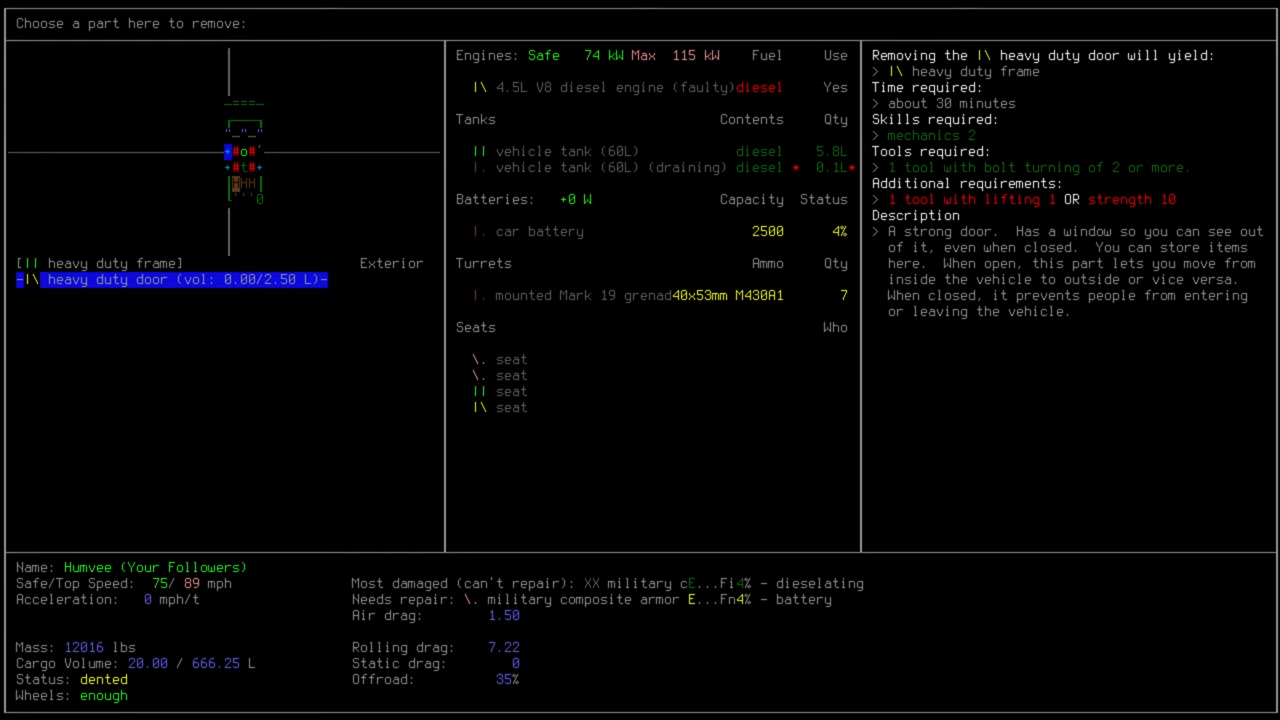 Choose a part here to remove:
[|| heavy duty frame] Exterior
-|\ heavy duty door (vol: 0.00/2.50 L)-
Engines: Safe 74 kW Max 115 kW Fuel Use
|\ 4.5L V8 diesel engine (faulty)diesel Yes
Tanks Contents Qty
|| vehicle tank (60L) diesel 5.8L
|. vehicle tank (60L) (draining) diesel * 0.1L*
Batteries: +0 W Capacity Status
|. car battery 2500 4%
Turrets Ammo Qty
|. mounted Mark 19 grenad40x53mm M430A1 7
Seats Who
\. seat
\. seat
|| seat
|\ seat
Removing the |\ heavy duty door will yield:
> |\ heavy duty frame
Time required:
> about 30 minutes
Skills required:
> mechanics 2
Tools required:
> 1 tool with bolt turning of 2 or more.
Additional requirements:
> 1 tool with lifting 1 OR strength 10
Description
> A strong door. Has a window so you can see out
of it, even when closed. You can store items
here. When open, this part lets you move from
inside the vehicle to outside or vice versa.
When closed, it prevents people from entering
or leaving the vehicle.
Name: Humvee (Your Followers)
Safe/Top Speed: 75/ 89 mph
Acceleration: 0 mph/t
Mass: 12016 lbs
Cargo Volume: 20.00 / 666.25 L
Status: dented
Wheels: enough
Most damaged (can't repair): XX military cE...Fi4% - dieselating
Needs repair: \. military composite armor E...Fn4% - battery
Air drag: 1.50
Rolling drag: 7.22
Static drag: 0
Offroad: 35%